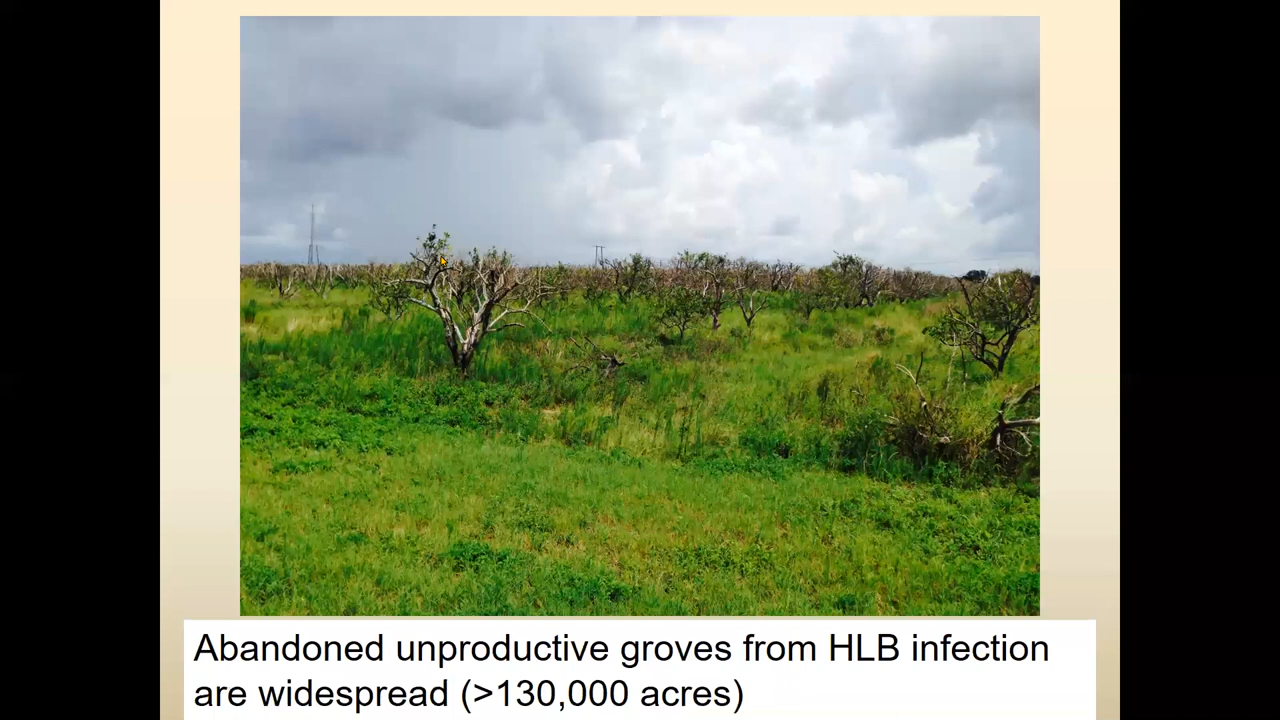 Abandoned unproductive groves from HLB infection
are widespread (>130,000 acres)